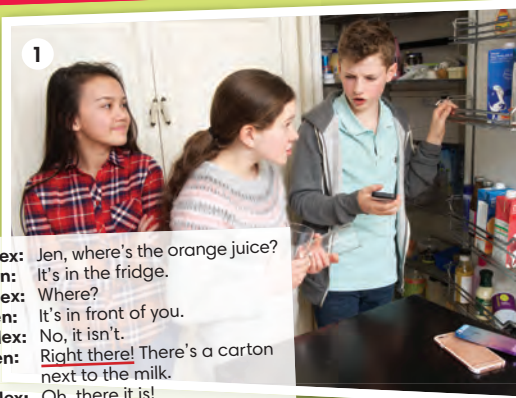 1
ex: Jen, where's the orange juice?
n: It's in the fridge.
ex: Where?
en: It's in front of you.
lex: No, it isn't.
en: Right there! There's a carton
next to the milk.
lex: Oh, there it is!